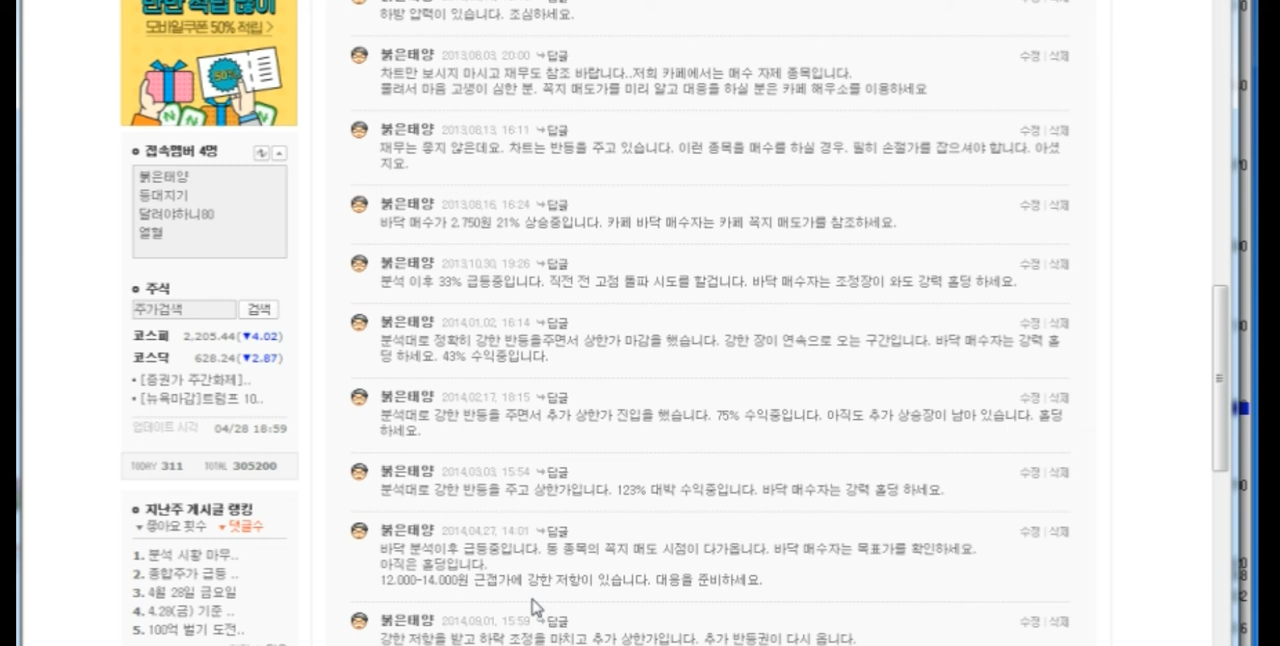 모바일쿠폰 50% 적립 >
50%
접속멤버 4명
붉은태양
등대지기
달려야하니80
열혈
주식
주가검색 검색
코스피 2,205.44(▼4.02)
코스닥 628.24(▼2.87)
• [증권가 주간화제]..
• [뉴욕마감]트럼프 10..
업데이트 시각 04/28 18:59
TODAY 311 TOTAL 305200
지난주 게시글 랭킹
▾ 좋아요 횟수 ▾ 댓글수
1. 분석 시황 마무..
2. 종합주가 급등 ..
3. 4월 28일 금요일
4. 4.28(금) 기준 ..
5. 100억 벌기 도전..
하방 압력이 있습니다. 조심하세요.
붉은태양 2013.08.03, 20:00 답글 수정 | 삭제
차트만 보시지 마시고 재무도 참조 바랍니다..저희 카페에서는 매수 자제 종목입니다.
물려서 마음 고생이 심한 분. 꼭지 매도가를 미리 알고 대응을 하실 분은 카페 해우소를 이용하세요
붉은태양 2013.08.13, 16:11 답글 수정 | 삭제
재무는 좋지 않은데요. 차트는 반등을 주고 있습니다. 이런 종목을 매수를 하실 경우. 필히 손절가를 잡으셔야 합니다. 아셨
지요.
붉은태양 2013.08.16, 16:24 답글 수정 | 삭제
바닥 매수가 2.750원 21% 상승중입니다. 카페 바닥 매수자는 카페 꼭지 매도가를 참조하세요.
붉은태양 2013.10.30, 19:26 답글 수정 | 삭제
분석 이후 33% 급등중입니다. 직전 전 고점 돌파 시도를 할겁니다. 바닥 매수자는 조정장이 와도 강력 홀딩 하세요.
붉은태양 2014.01.02, 16:14 답글 수정 | 삭제
분석대로 정확히 강한 반등을주면서 상한가 마감을 했습니다. 강한 장이 연속으로 오는 구간입니다. 바닥 매수자는 강력 홀
딩 하세요. 43% 수익중입니다.
붉은태양 2014.02.17, 18:15 답글 수정 | 삭제
분석대로 강한 반등을 주면서 추가 상한가 진입을 했습니다. 75% 수익중입니다. 아직도 추가 상승장이 남아 있습니다. 홀딩
하세요.
붉은태양 2014.03.03, 15:54 답글 수정 | 삭제
분석대로 강한 반등을 주고 상한가입니다. 123% 대박 수익중입니다. 바닥 매수자는 강력 홀딩 하세요.
붉은태양 2014.04.27, 14:01 답글 수정 | 삭제
바닥 분석이후 급등중입니다. 동 종목의 꼭지 매도 시점이 다가옵니다. 바닥 매수자는 목표가를 확인하세요.
아직은 홀딩입니다.
12.000-14.000원 근접가에 강한 저항이 있습니다. 대응을 준비하세요.
붉은태양 2014.09.01, 15:59 답글 수정 | 삭제
강한 저항을 받고 하락 조정을 마치고 추가 상한가입니다. 추가 반등권이 다시 옵니다.